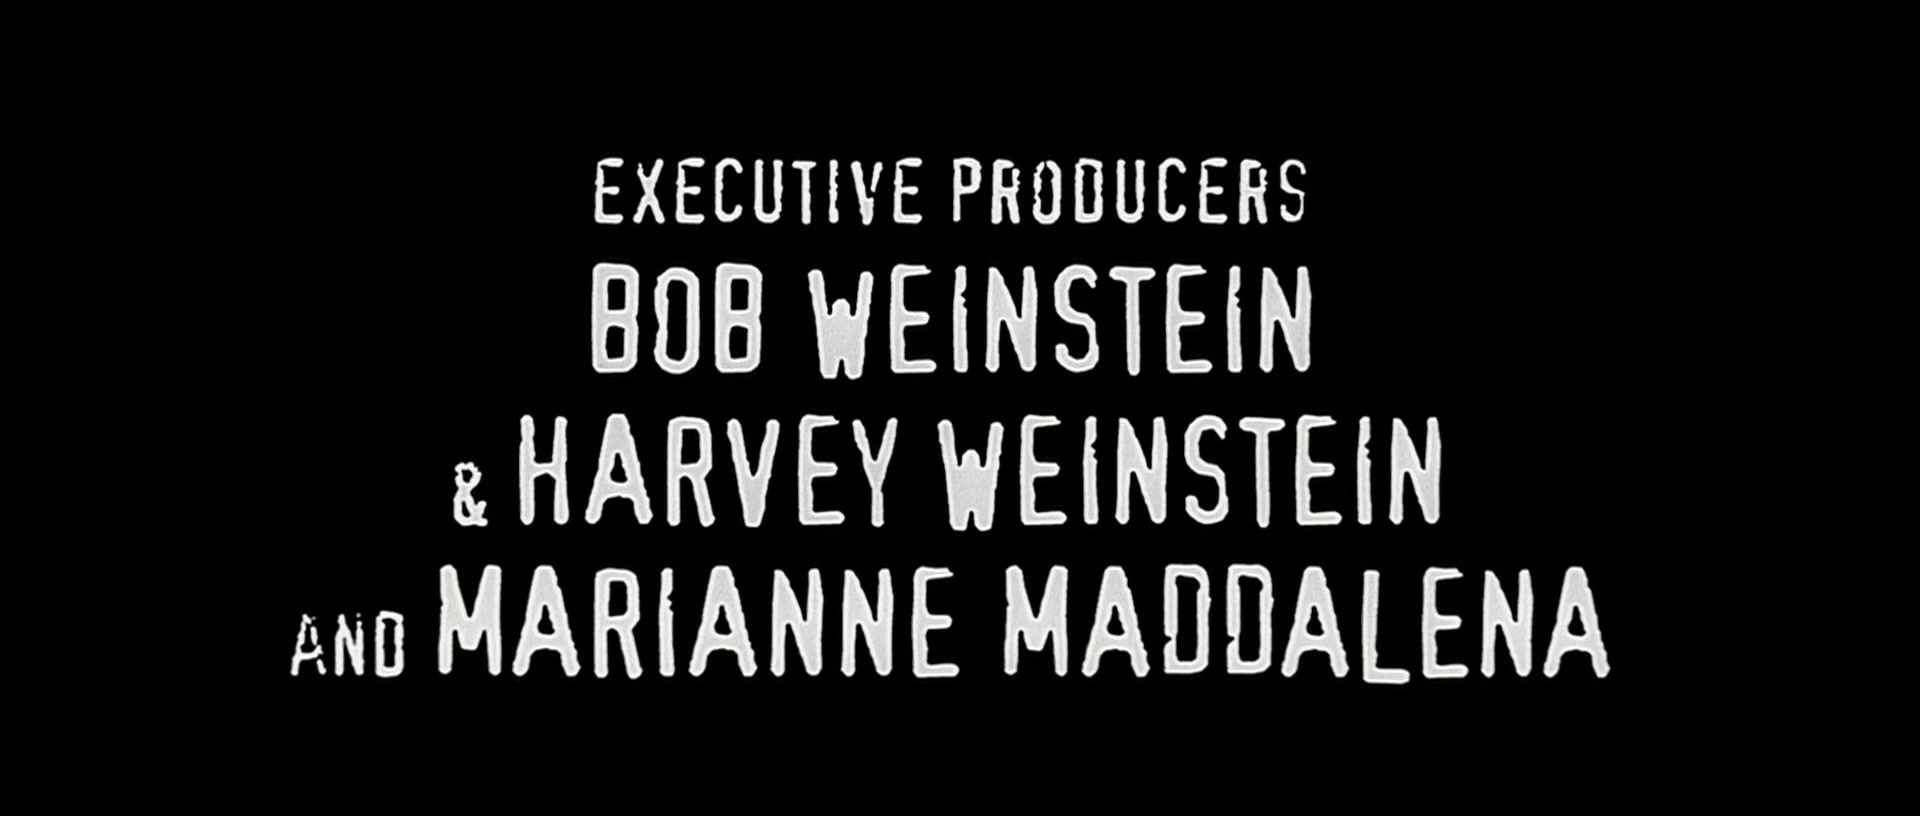 EXECUTIVE PRODUCERS
BOB WEINSTEIN
& HARVEY WEINSTEIN
AND MARIANNE MADDALENA